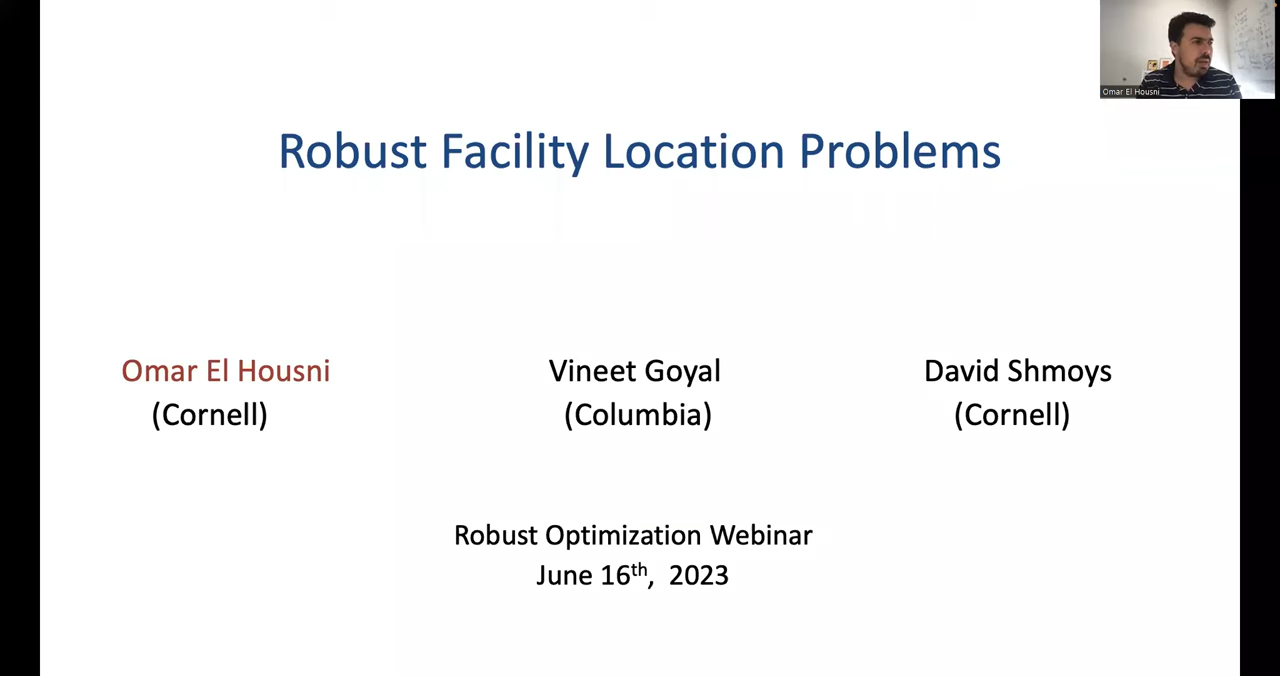 Omar El Housni
Robust Facility Location Problems
Omar El Housni
(Cornell)
Vineet Goyal
(Columbia)
David Shmoys
(Cornell)
Robust Optimization Webinar
June 16th, 2023